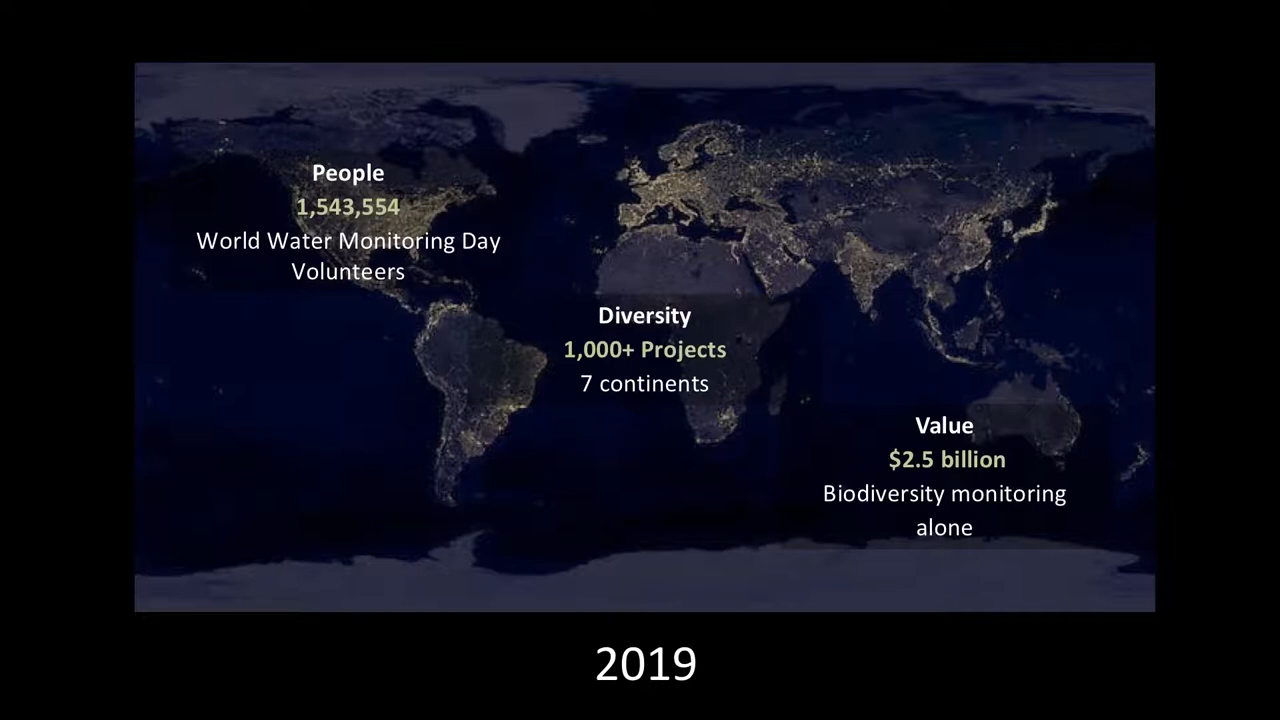 People
1,543,554
World Water Monitoring Day
Volunteers
Diversity
1,000+ Projects
7 continents
Value
$2.5 billion
Biodiversity monitoring
alone
2019